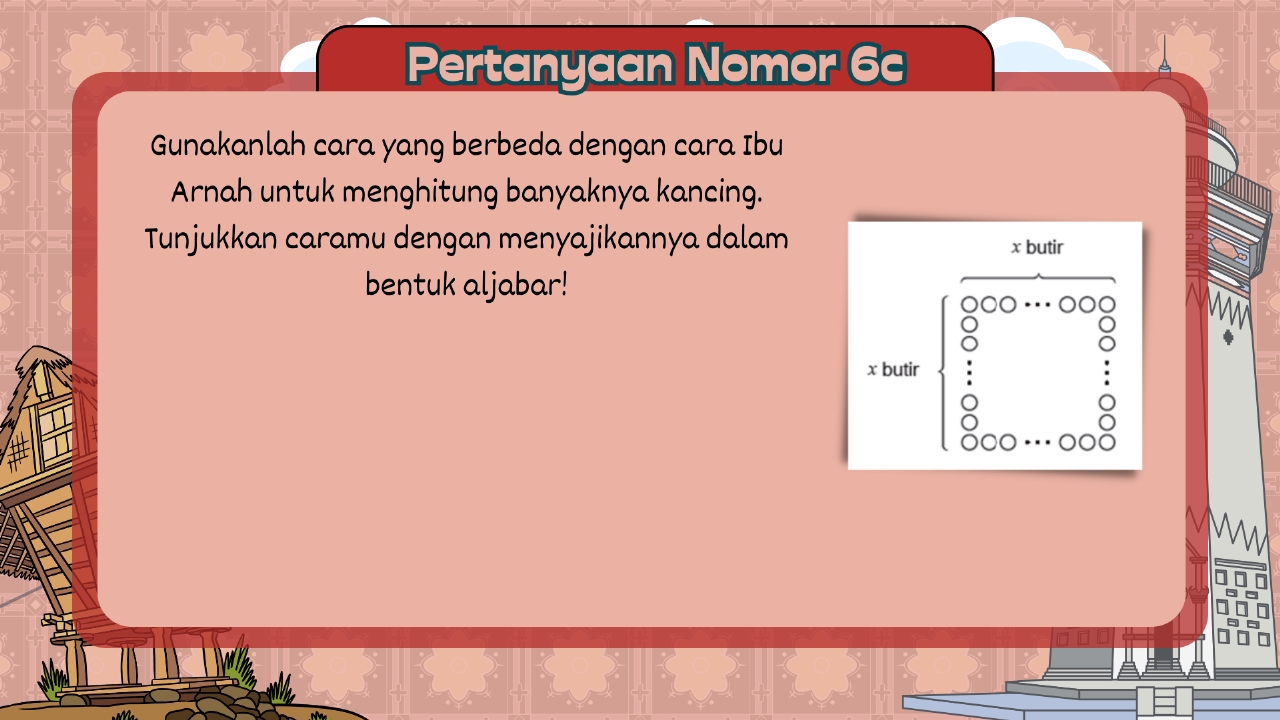 Pertanyaan Nomor 6c
Gunakanlah cara yang berbeda dengan cara Ibu
Arnah untuk menghitung banyaknya kancing.
Tunjukkan caramu dengan menyajikannya dalam
bentuk aljabar!
x butir
x butir